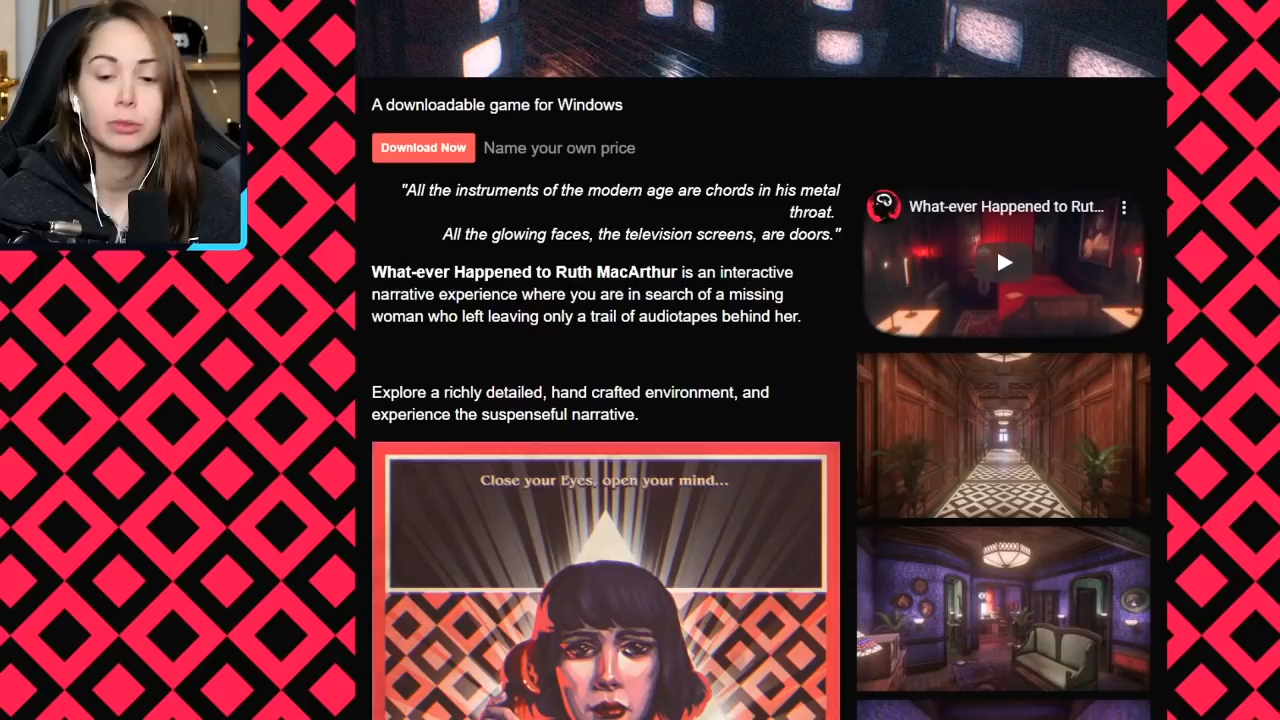 A downloadable game for Windows
Download Now Name your own price
"All the instruments of the modern age are chords in his metal
throat.
All the glowing faces, the television screens, are doors."
What-ever Happened to Rut...
What-ever Happened to Ruth MacArthur is an interactive
narrative experience where you are in search of a missing
woman who left leaving only a trail of audiotapes behind her.
Explore a richly detailed, hand crafted environment, and
experience the suspenseful narrative.
Close your Eyes, open your mind...